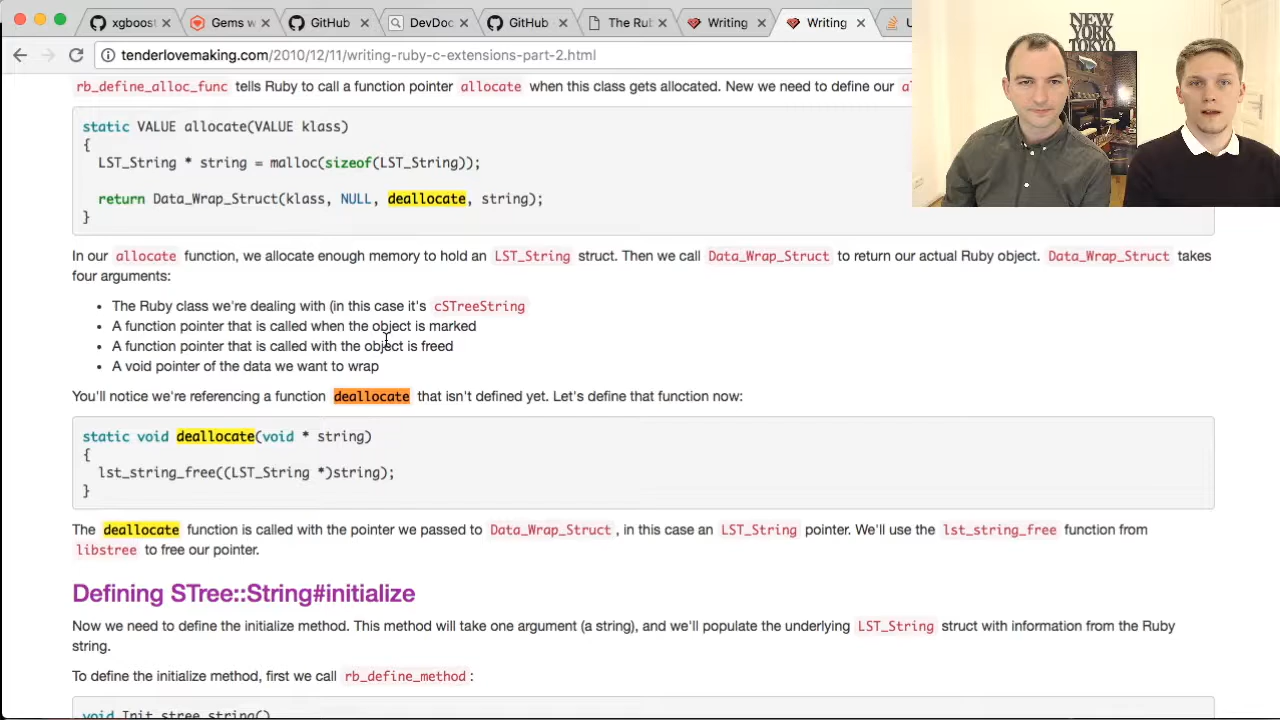 xgboost
Gems w
GitHub
DevDoc
GitHub
The Ru
Writing
Writing
tenderlovemaking.com/2010/12/11/writing-ruby-c-extensions-part-2.html
NEW
YORK
TOKYO
rb_define_alloc_func tells Ruby to call a function pointer allocate when this class gets allocated. New we need to define our
static VALUE allocate(VALUE klass)
{
LST_String * string = malloc(sizeof(LST_String));
return Data_Wrap_Struct(klass, NULL, deallocate, string);
}
In our allocate function, we allocate enough memory to hold an LST_String struct. Then we call Data_Wrap_Struct to return our actual Ruby object. Data_Wrap_Struct takes
four arguments:
• The Ruby class we're dealing with (in this case it's cSTreeString
• A function pointer that is called when the object is marked
• A function pointer that is called with the object is freed
• A void pointer of the data we want to wrap
You'll notice we're referencing a function deallocate that isn't defined yet. Let's define that function now:
static void deallocate(void * string)
{
lst_string_free((LST_String *)string);
}
The deallocate function is called with the pointer we passed to Data_Wrap_Struct, in this case an LST_String pointer. We'll use the lst_string_free function from
libstree to free our pointer.
Defining STree::String#initialize
Now we need to define the initialize method. This method will take one argument (a string), and we'll populate the underlying LST_String struct with information from the Ruby
string.
To define the initialize method, first we call rb_define_method:
void Init_stree_string()